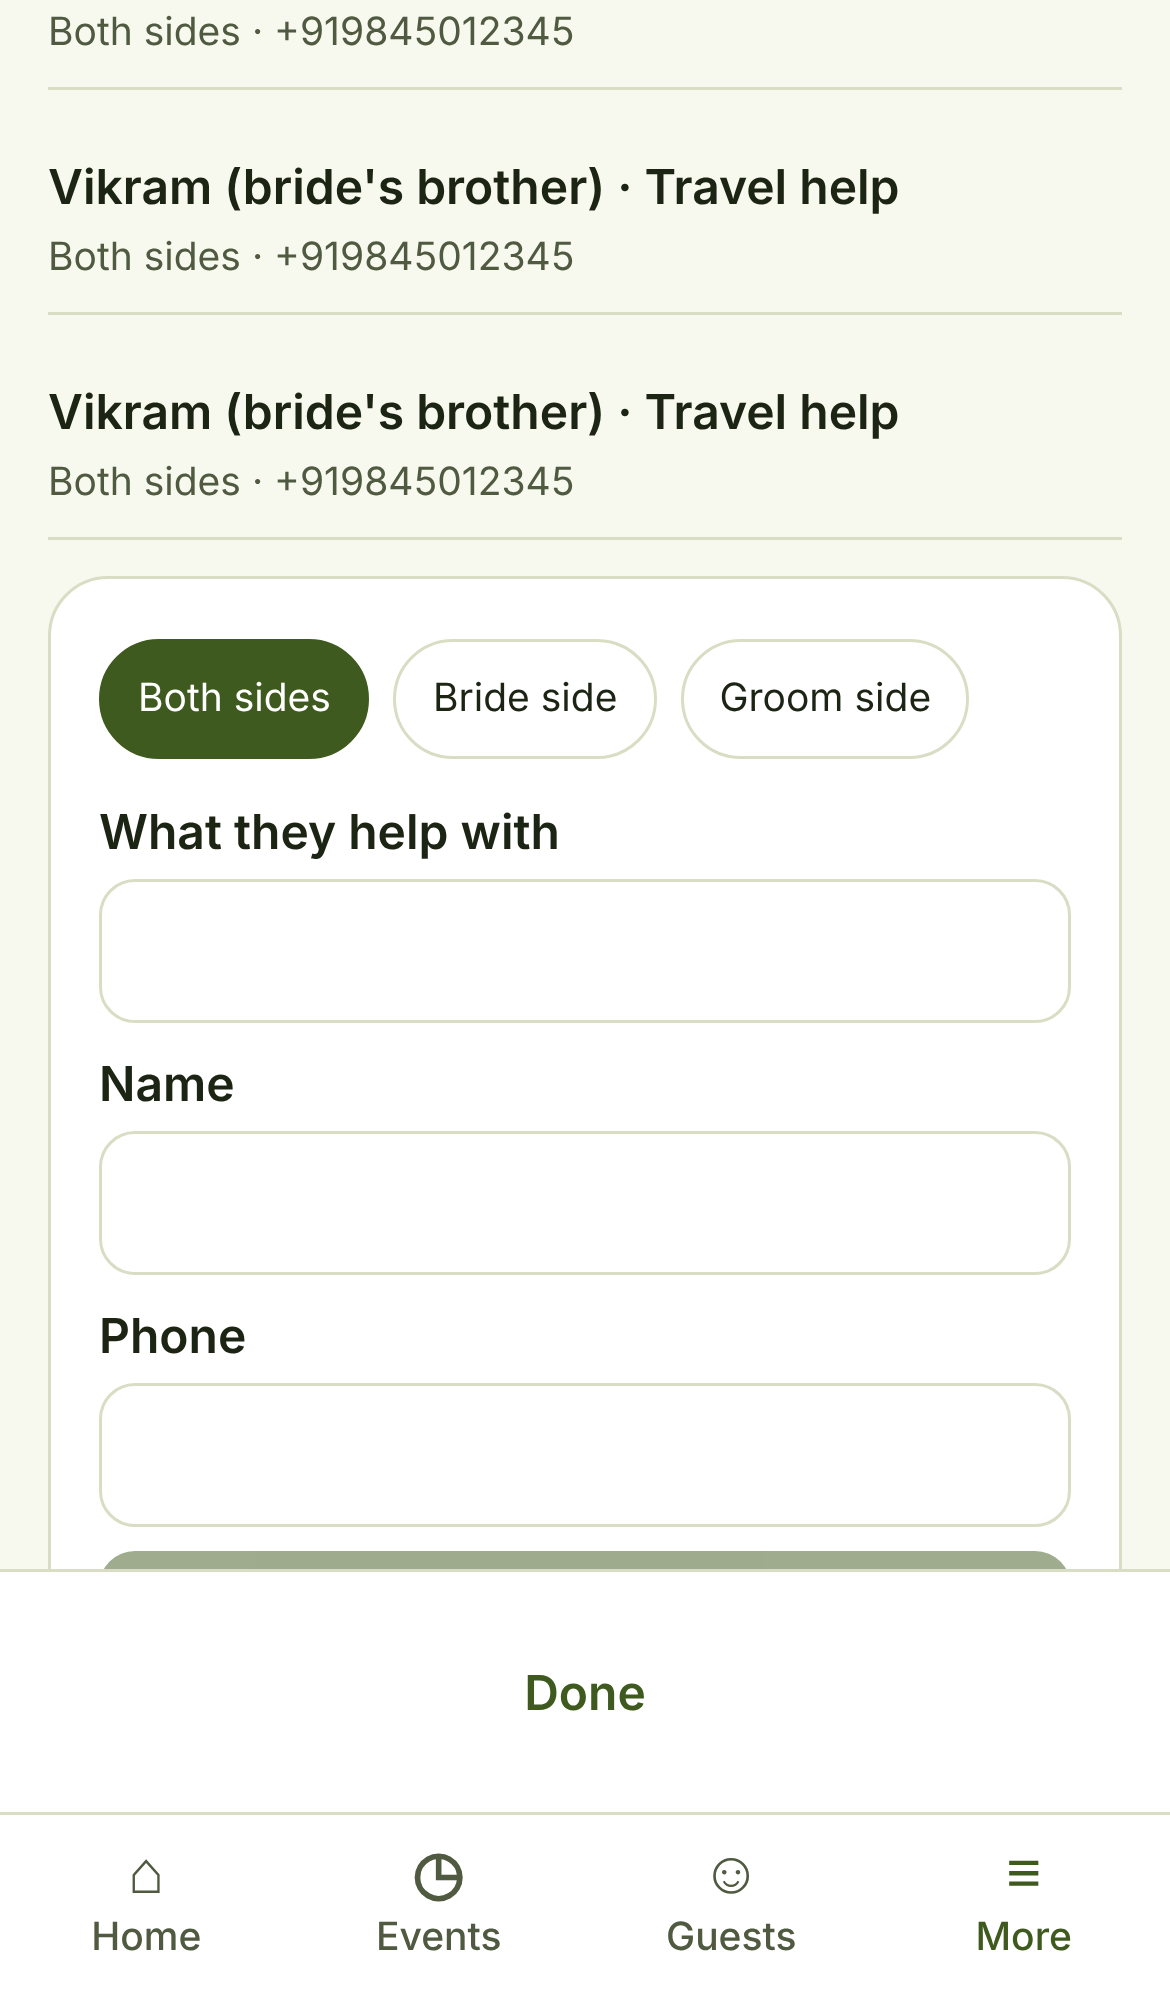 Both sides · +919845012345
Vikram (bride's brother) · Travel help
Both sides · +919845012345
Vikram (bride's brother) · Travel help
Both sides · +919845012345
Both sides
Bride side
Groom side
What they help with
Name
Phone
Done
Home
Events
Guests
More